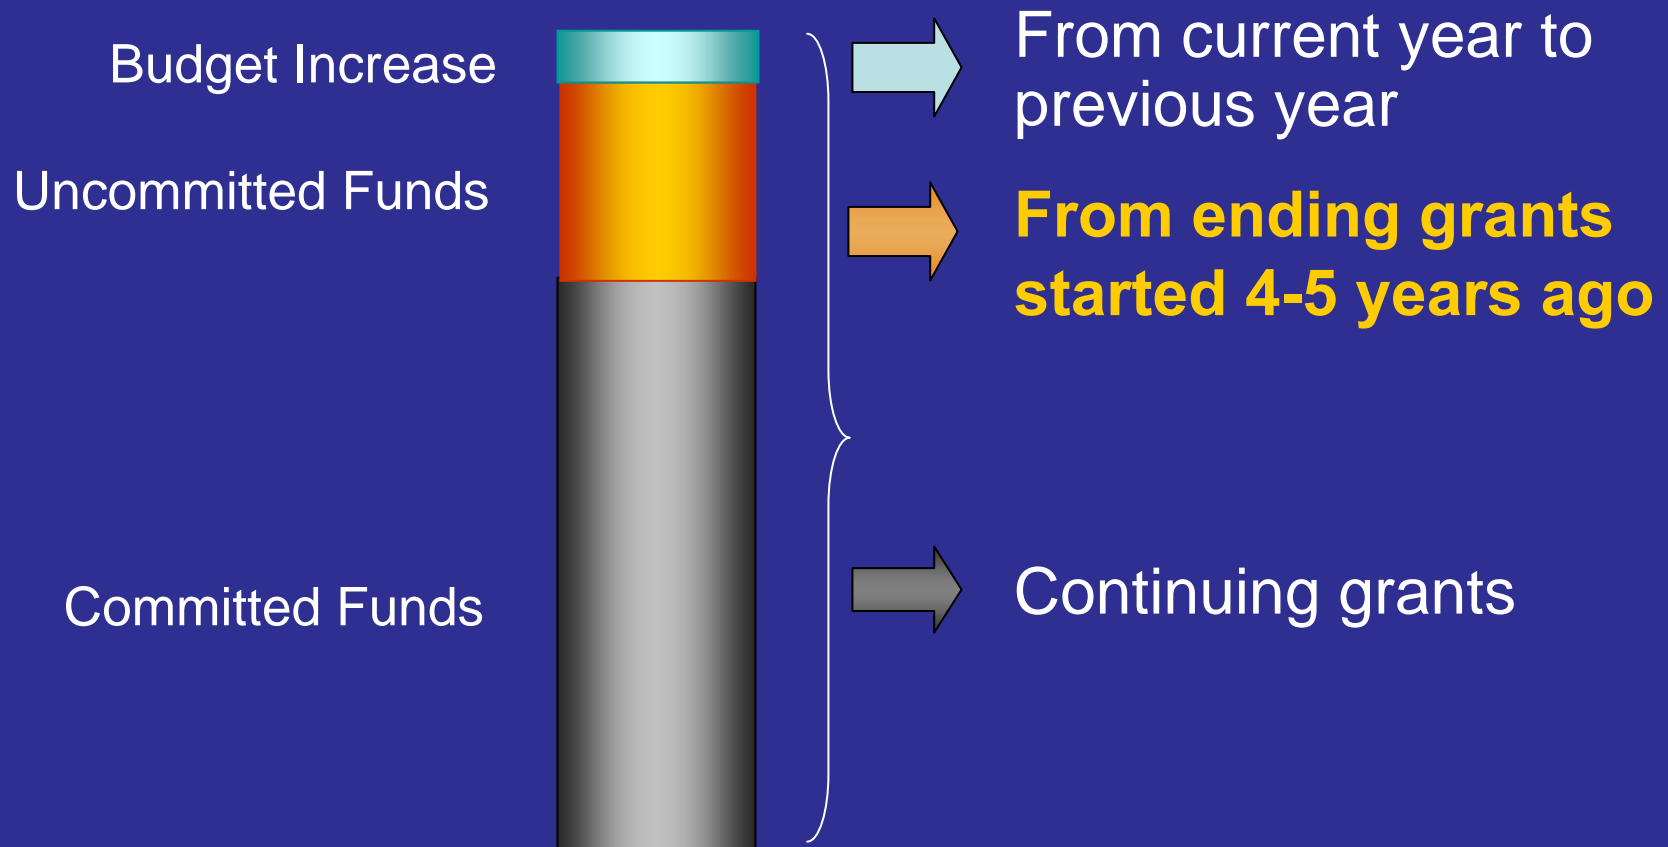 Budget Increase
From current year to
previous year
Uncommitted Funds
From ending grants
started 4-5 years ago
Committed Funds
Continuing grants